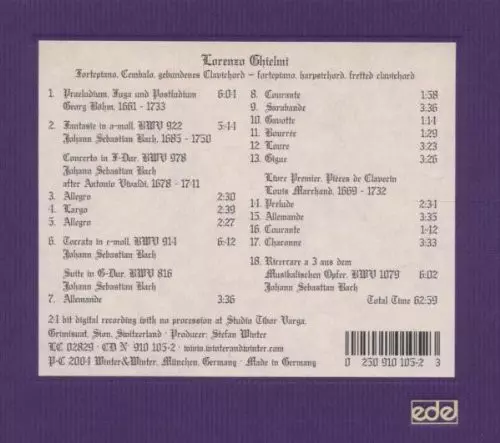 Lorenzo Ghielmi
Fortepiano, Cembalo, gebundenes Clavichord – fortepiano, harpsichord, fretted clavichord
1. Praeludium, Fuga und Postludium 6:04
Georg Böhm, 1661 - 1733
2. Fantasie in a-moll, BWV 922 5:44
Johann Sebastian Bach, 1685 - 1750
Concerto in F-Dur, BWV 978
Johann Sebastian Bach
after Antonio Vivaldi, 1678 - 1741
3. Allegro 2:30
4. Largo 2:39
5. Allegro 2:27
6. Toccata in e-moll, BWV 914 6:42
Johann Sebastian Bach
Suite in G-Dur, BWV 816
Johann Sebastian Bach
7. Allemande 3:36
8. Courante 1:58
9. Sarabande 3:36
10. Gavotte 1:14
11. Bourrée 1:29
12. Loure 2:23
13. Gigue 4:26
Livre Premier, Pièces de Clavecin
Louis Marchand, 1669 - 1732
14. Prelude 2:34
15. Allemande 3:35
16. Courante 1:42
17. Chaconne 3:33
18. Ricercare a 3 aus dem
Musikalischen Opfer, BWV 1079 6:02
Johann Sebastian Bach
Total Time 62:59
24 bit digital recording with no procession at Studio Tibor Varga,
Grimisuat, Sion, Switzerland · Producer: Stefan Winter
LC 02829 · CD N° 910 105-2 · www.winterandwinter.com
P·C 2004 Winter&Winter, München, Germany · Made in Germany
0 250 910 105-2 3
edel